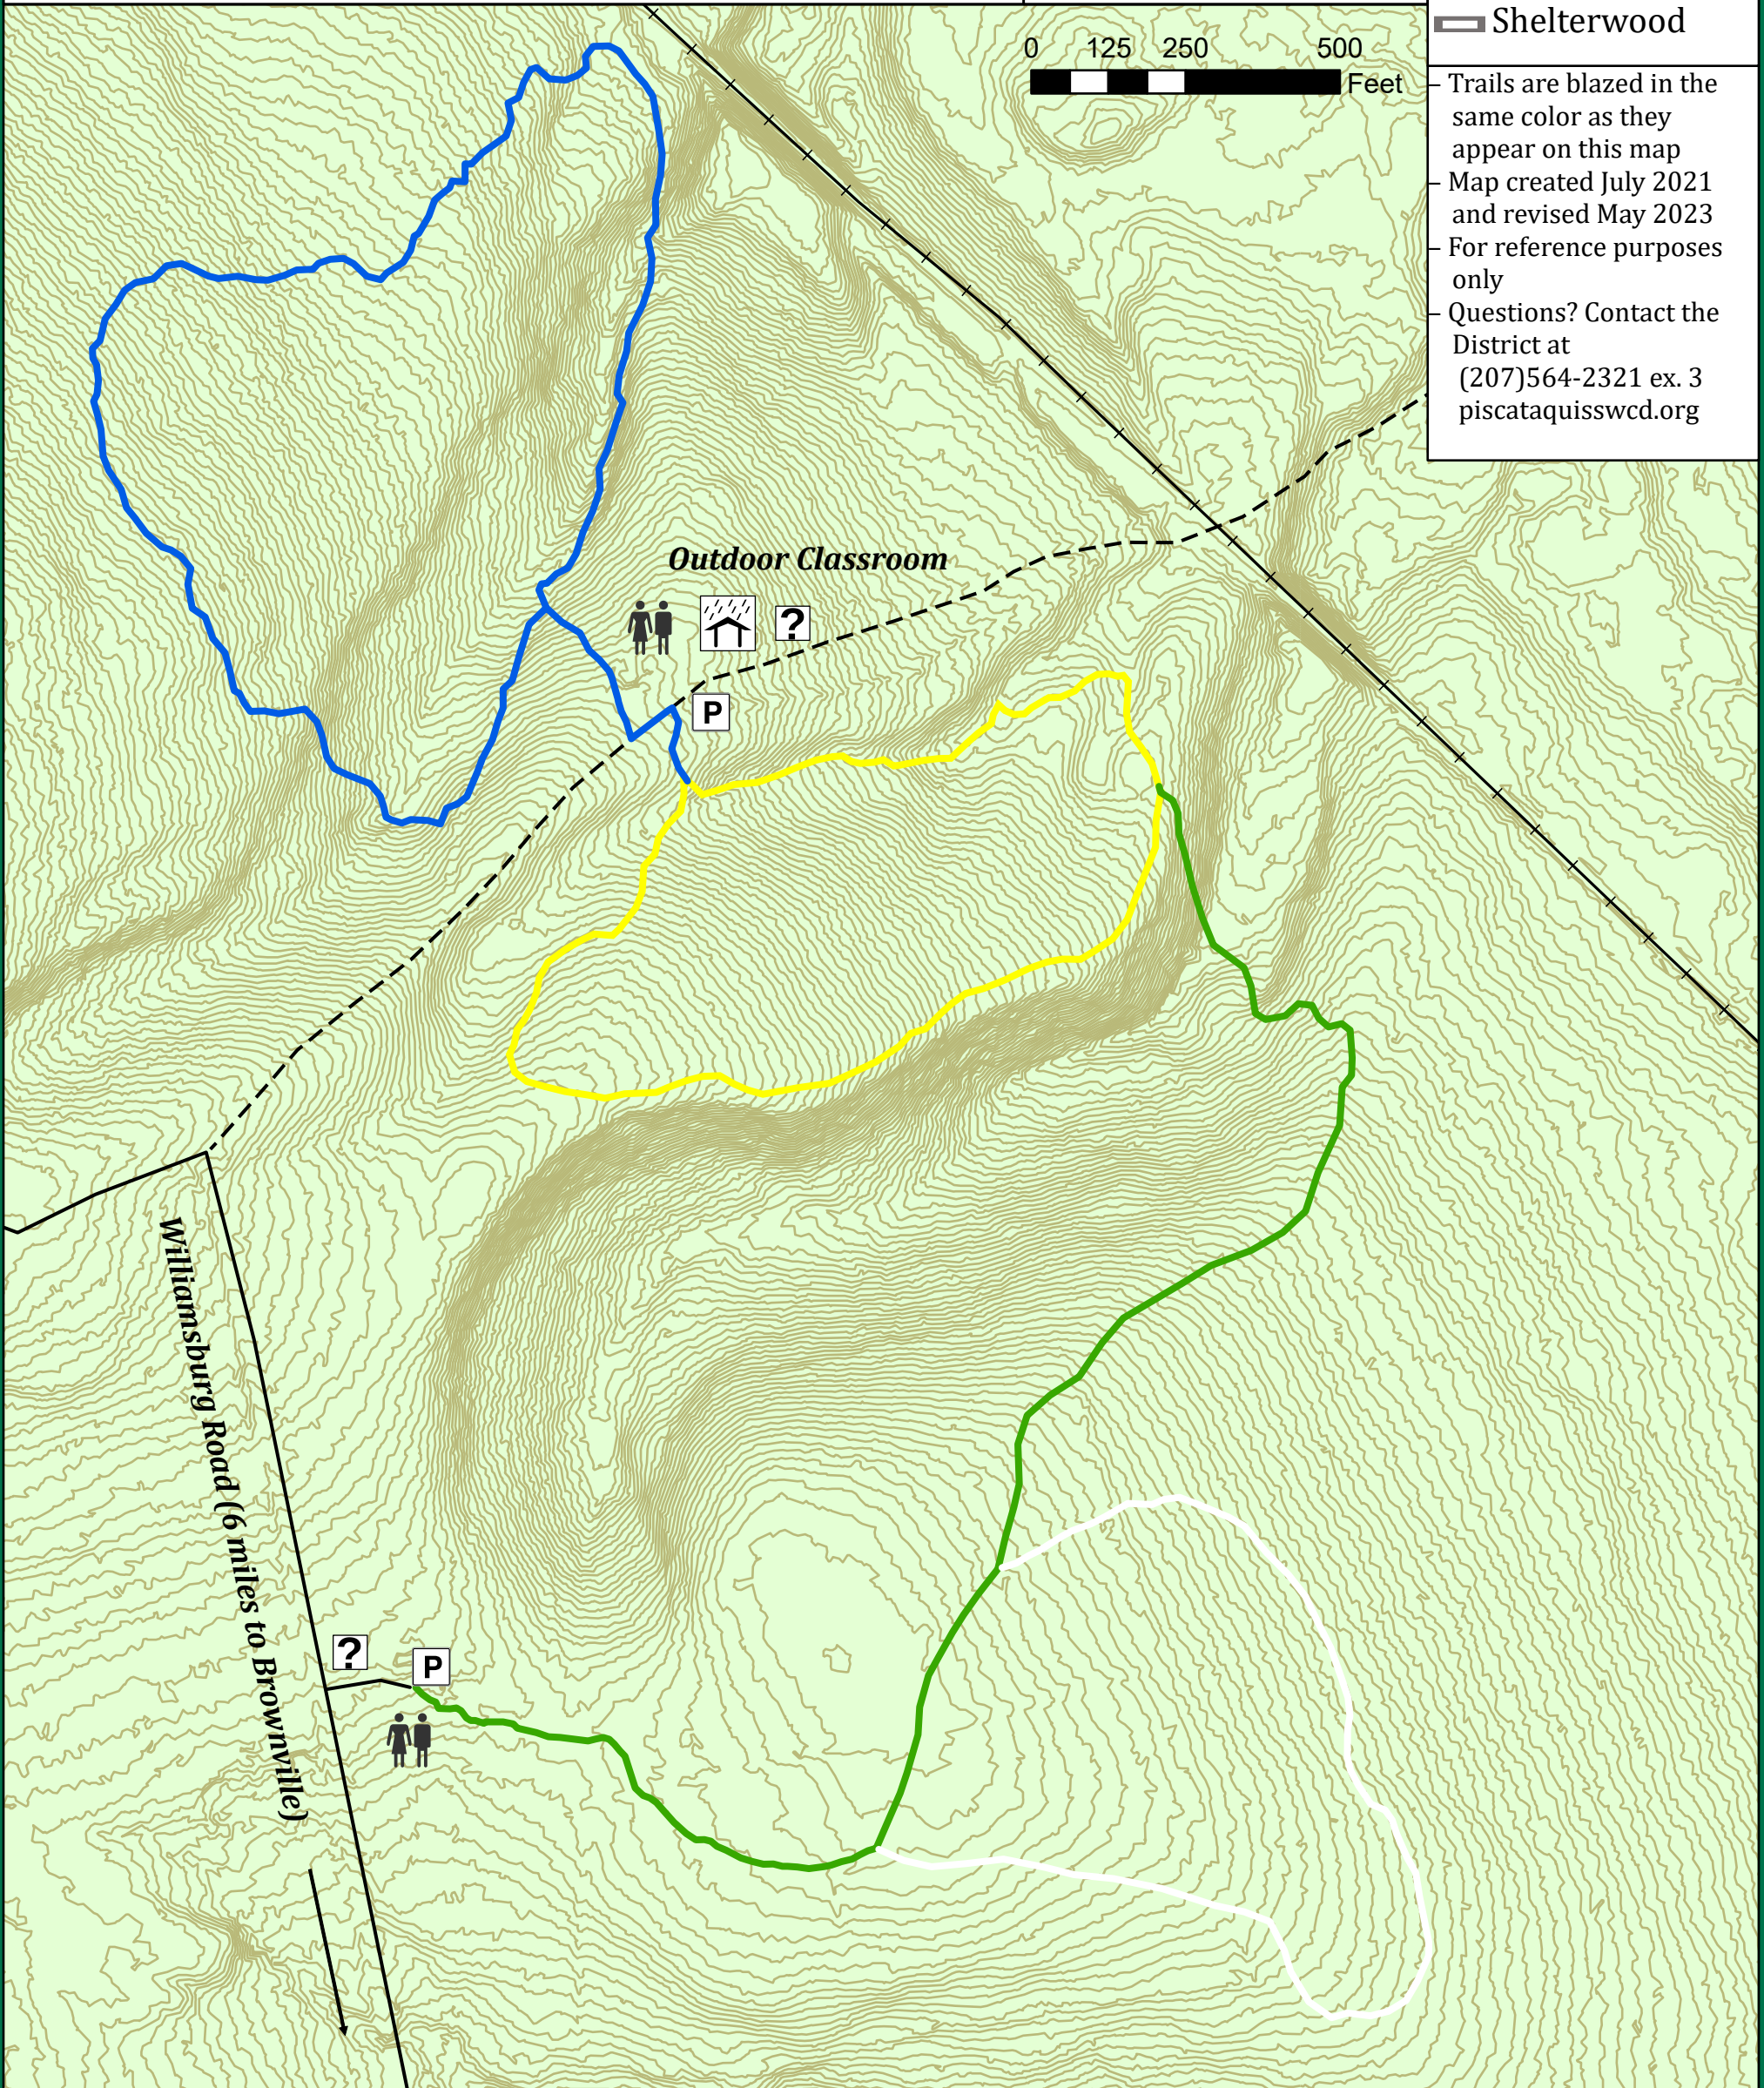 Shelterwood
0 125 250 500
Feet
– Trails are blazed in the
same color as they
appear on this map
– Map created July 2021
and revised May 2023
– For reference purposes
only
– Questions? Contact the
District at
(207)564-2321 ex. 3
piscataquisswcd.org
Outdoor Classroom
?
P
Williamsburg Road (6 miles to Brownville)
?
P